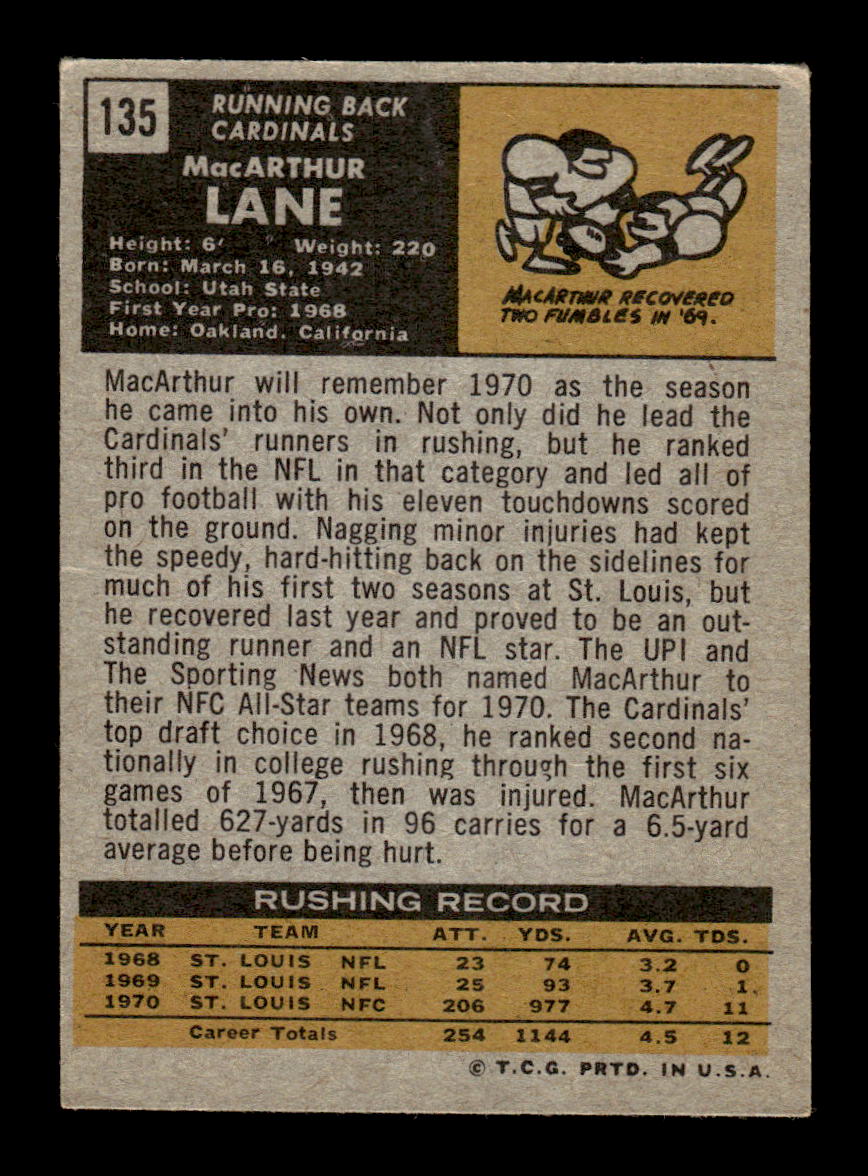 135
RUNNING BACK
CARDINALS
MacARTHUR
LANE
Height: 6' Weight: 220
Born: March 16, 1942
School: Utah State
First Year Pro: 1968
Home: Oakland, California
MACARTHUR RECOVERED
TWO FUMBLES IN '69.
MacArthur will remember 1970 as the season
he came into his own. Not only did he lead the
Cardinals' runners in rushing, but he ranked
third in the NFL in that category and led all of
pro football with his eleven touchdowns scored
on the ground. Nagging minor injuries had kept
the speedy, hard-hitting back on the sidelines for
much of his first two seasons at St. Louis, but
he recovered last year and proved to be an out-
standing runner and an NFL star. The UPI and
The Sporting News both named MacArthur to
their NFC All-Star teams for 1970. The Cardinals'
top draft choice in 1968, he ranked second na-
tionally in college rushing through the first six
games of 1967, then was injured. MacArthur
totalled 627-yards in 96 carries for a 6.5-yard
average before being hurt.
RUSHING RECORD
YEAR TEAM ATT. YDS. AVG. TDS.
1968 ST. LOUIS NFL 23 74 3.2 0
1969 ST. LOUIS NFL 25 93 3.7 1
1970 ST. LOUIS NFC 206 977 4.7 11
Career Totals 254 1144 4.5 12
© T.C.G. PRTD. IN U.S.A.